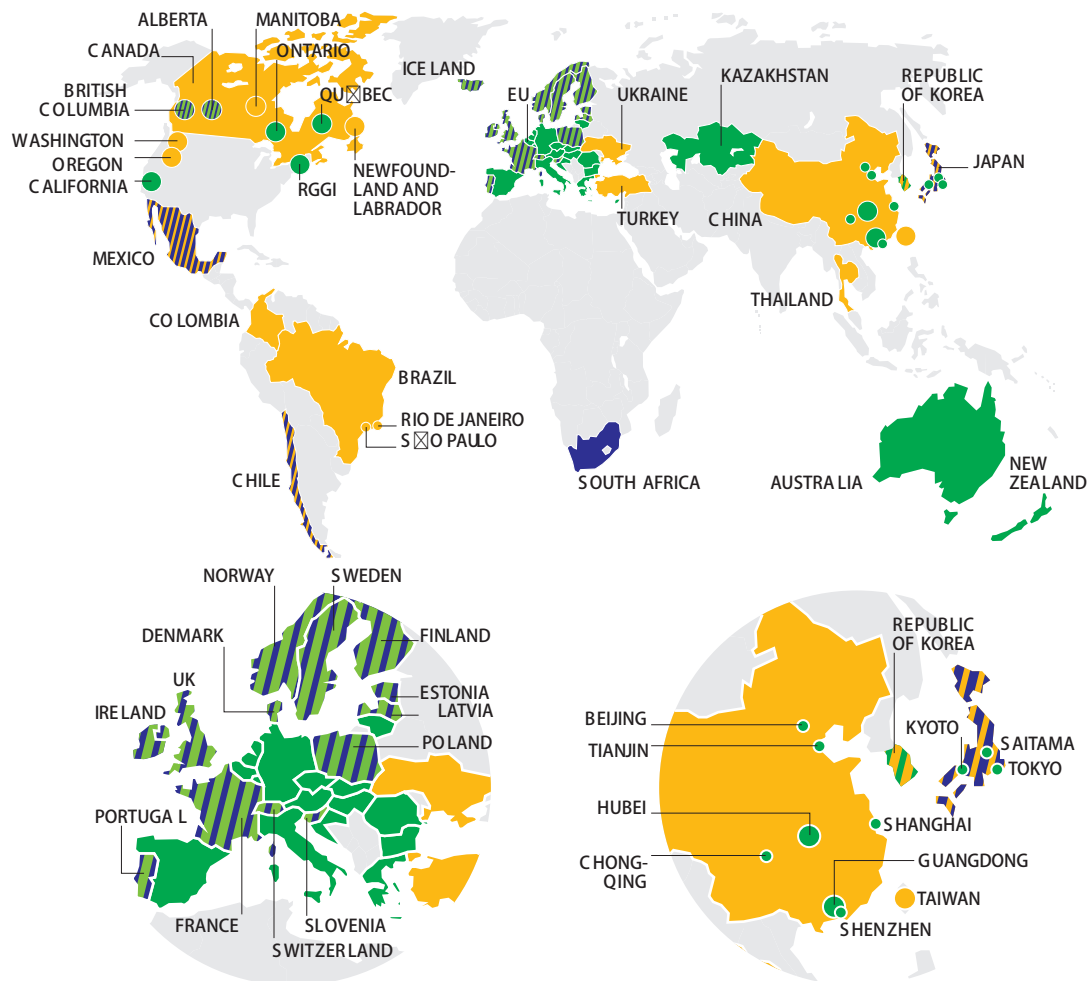 ALBERTA
MANITOBA
CANADA
ONTARIO
BRITISH
COLUMBIA
QU☒BEC
WASHINGTON
OREGON
CALIFORNIA
RGGI
NEWFOUND-
LAND AND
LABRADOR
MEXICO
ICELAND
EU
UKRAINE
TURKEY
KAZAKHSTAN
REPUBLIC
OF KOREA
JAPAN
CHINA
THAILAND
COLOMBIA
BRAZIL
RIO DE JANEIRO
S☒O PAULO
CHILE
SOUTH AFRICA
AUSTRALIA
NEW
ZEALAND
NORWAY
SWEDEN
DENMARK
FINLAND
UK
IRELAND
ESTONIA
LATVIA
POLAND
PORTUGAL
FRANCE
SLOVENIA
SWITZERLAND
REPUBLIC
OF KOREA
BEIJING
TIANJIN
KYOTO
SAITAMA
TOKYO
HUBEI
SHANGHAI
CHONG-
QING
GUANGDONG
TAIWAN
SHENZHEN